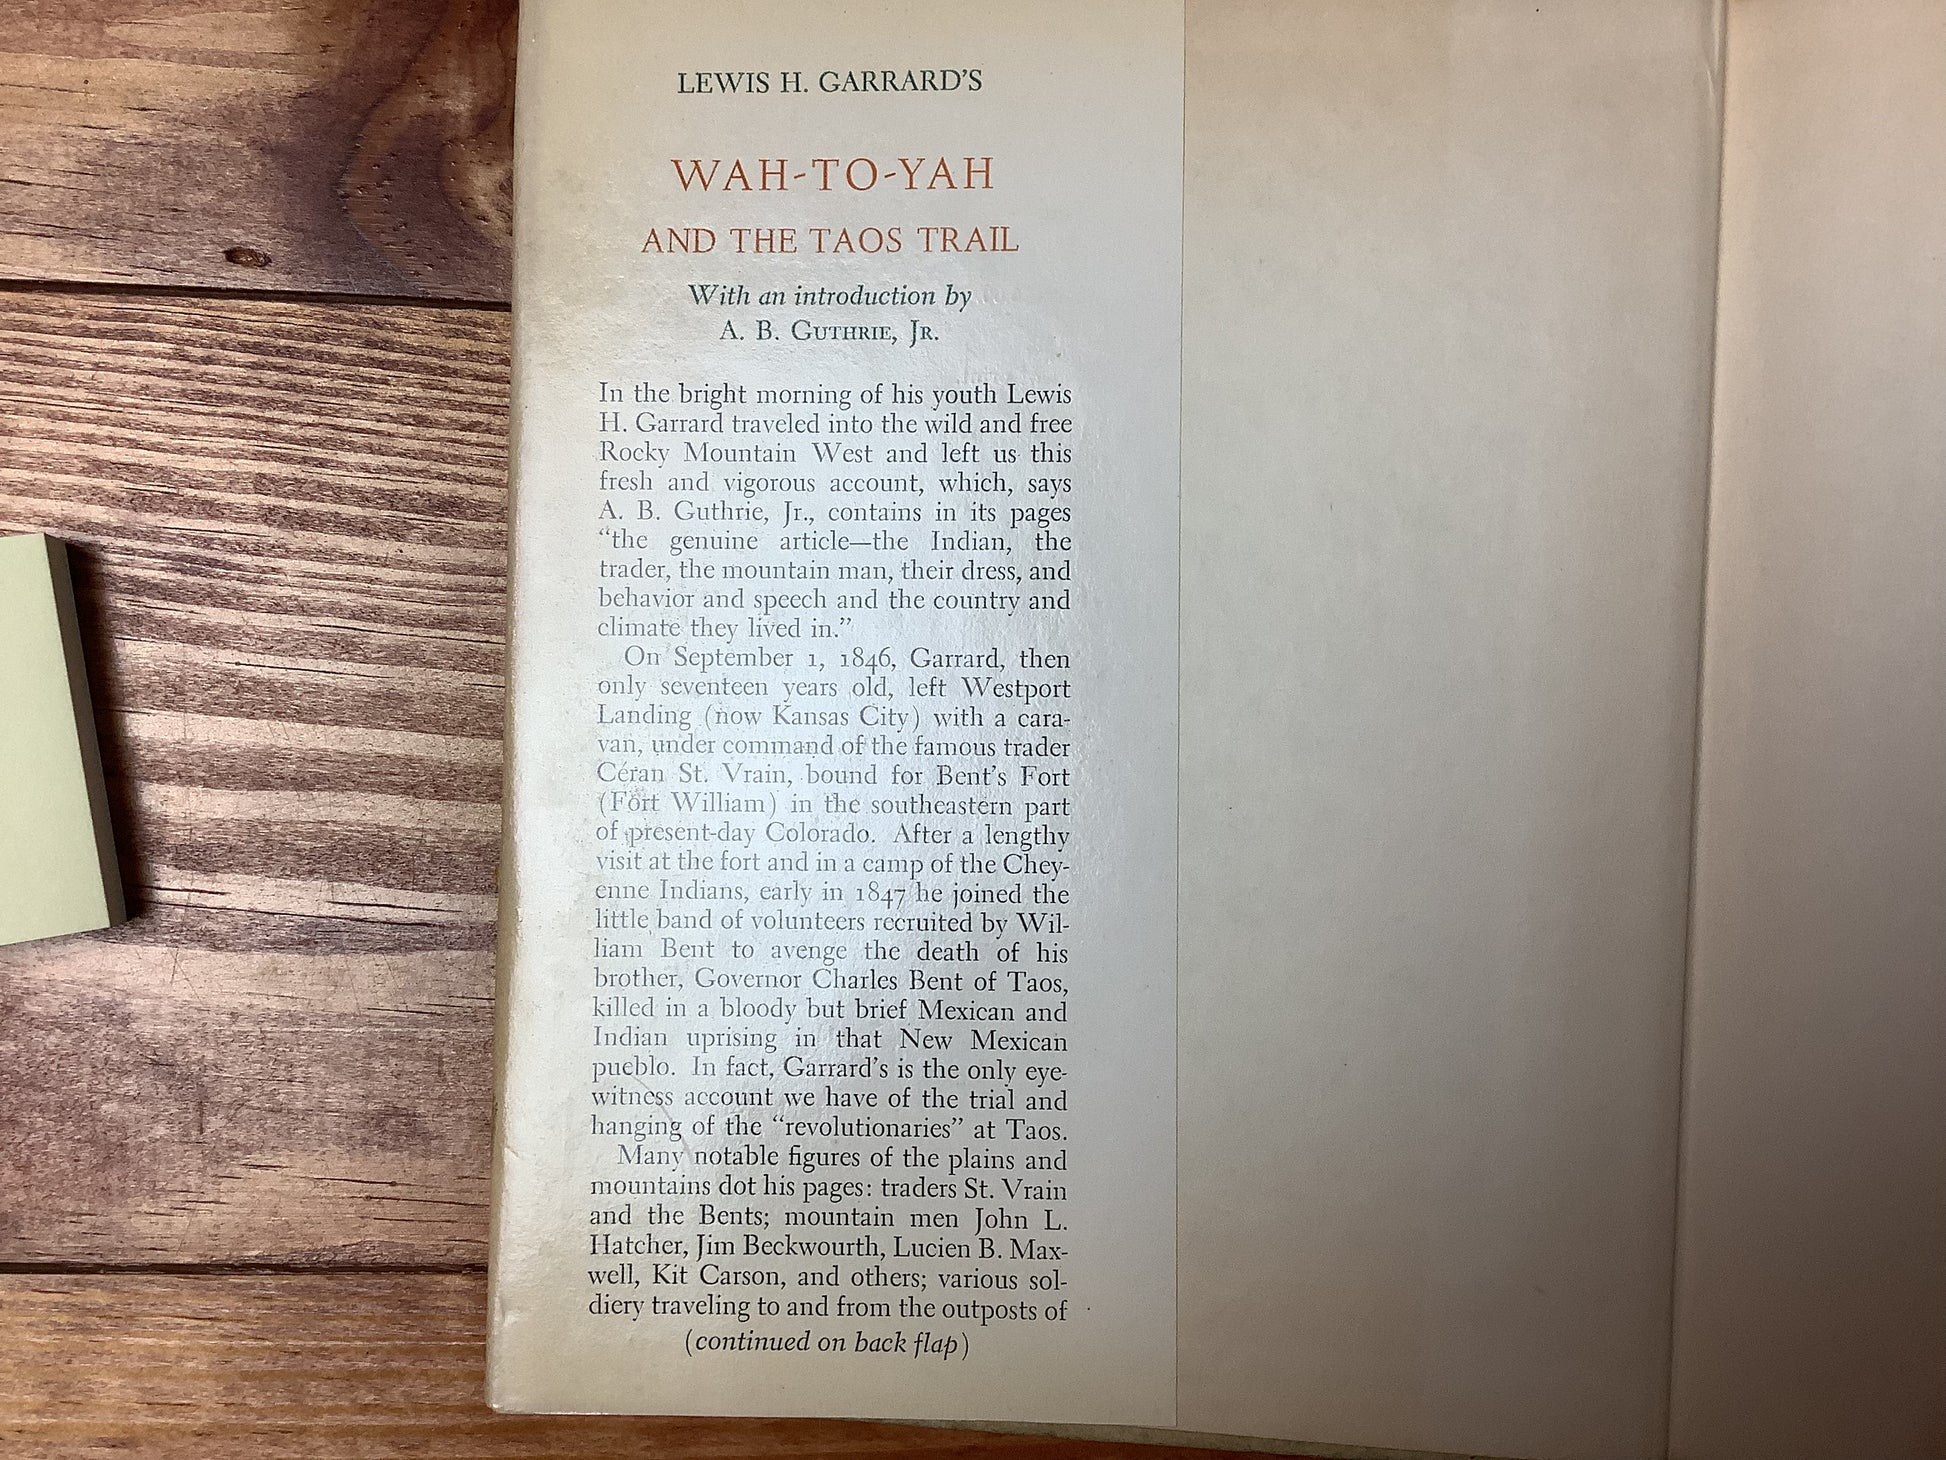 LEWIS H. GARRARD'S
WAH-TO-YAH
AND THE TAOS TRAIL
With an introduction by
A. B. GUTHRIE, JR.
In the bright morning of his youth Lewis
H. Garrard traveled into the wild and free
Rocky Mountain West and left us this
fresh and vigorous account, which, says
A. B. Guthrie, Jr., contains in its pages
“the genuine article—the Indian, the
trader, the mountain man, their dress, and
behavior and speech and the country and
climate they lived in.”
On September 1, 1846, Garrard, then
only seventeen years old, left Westport
Landing (now Kansas City) with a cara-
van, under command of the famous trader
Céran St. Vrain, bound for Bent's Fort
(Fort William) in the southeastern part
of present-day Colorado. After a lengthy
visit at the fort and in a camp of the Chey-
enne Indians, early in 1847 he joined the
little band of volunteers recruited by Wil-
liam Bent to avenge the death of his
brother, Governor Charles Bent of Taos,
killed in a bloody but brief Mexican and
Indian uprising in that New Mexican
pueblo. In fact, Garrard's is the only eye-
witness account we have of the trial and
hanging of the “revolutionaries” at Taos.
Many notable figures of the plains and
mountains dot his pages: traders St. Vrain
and the Bents; mountain men John L.
Hatcher, Jim Beckwourth, Lucien B. Max-
well, Kit Carson, and others; various sol-
diery traveling to and from the outposts of
(continued on back flap)